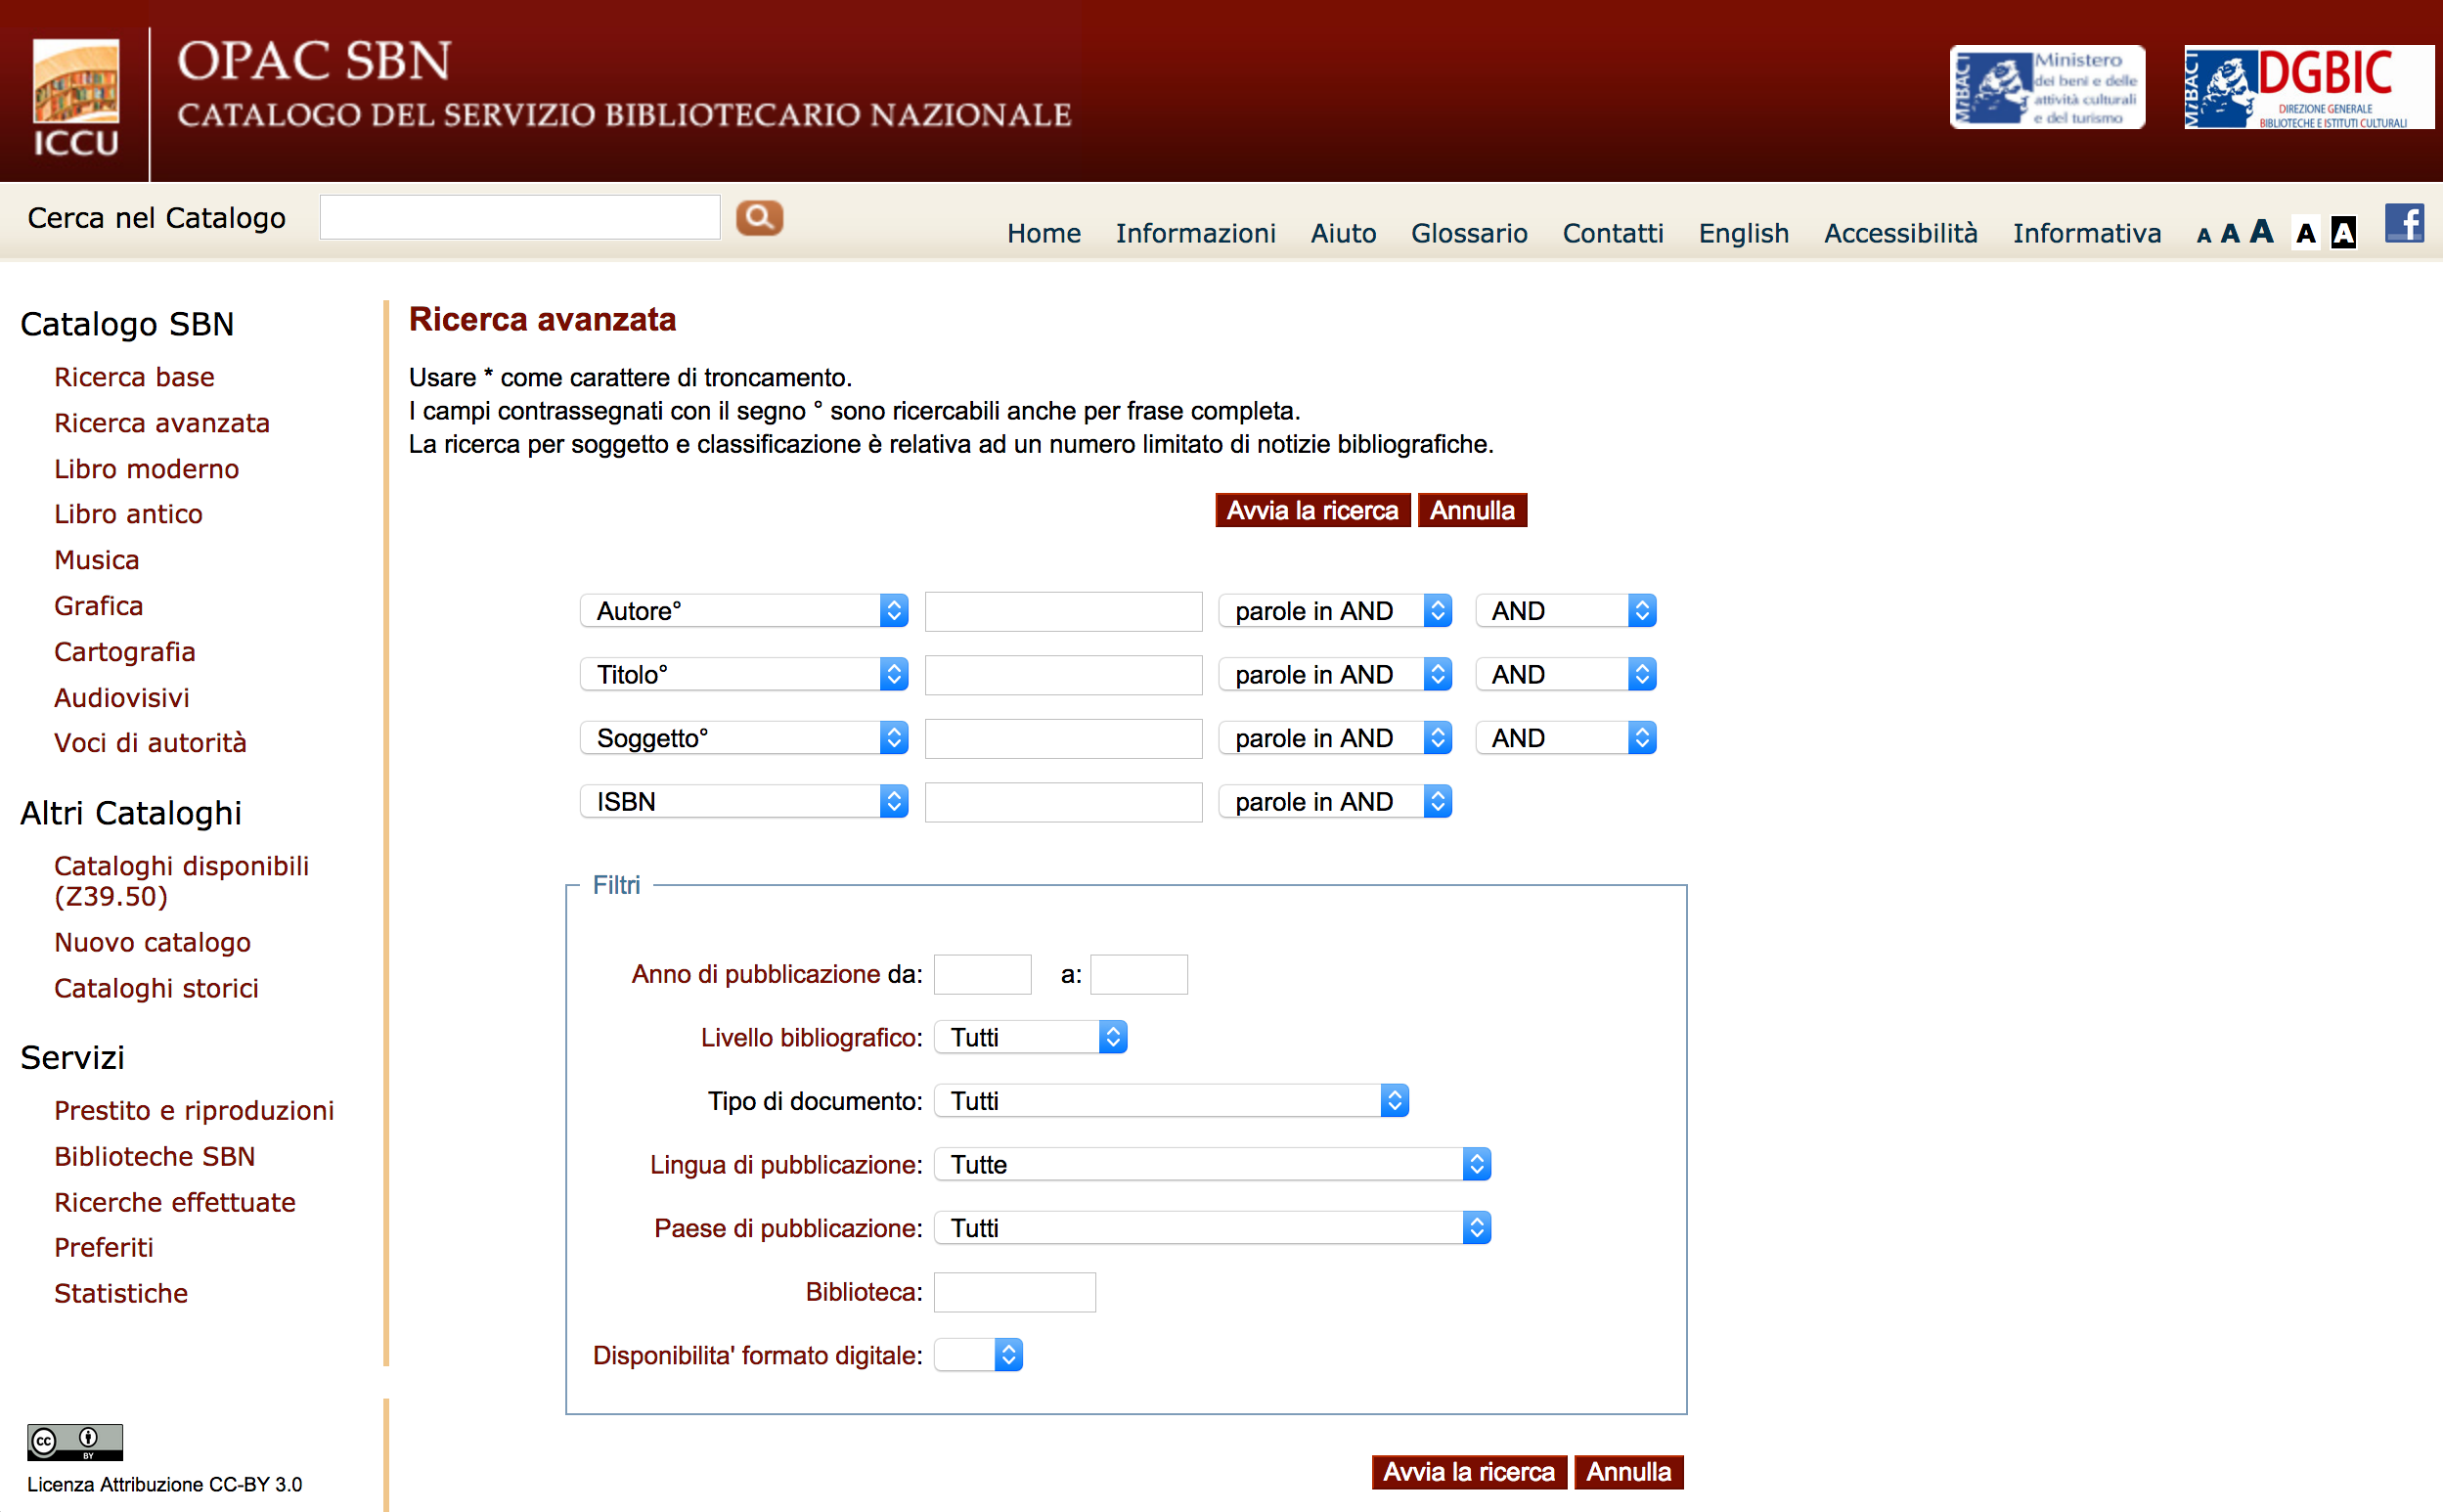 OPAC SBN
CATALOGO DEL SERVIZIO BIBLIOTECARIO NAZIONALE
ICCU
MiBACT
Ministero
dei beni e delle
attività culturali
e del turismo
MiBACT
DGBIC
DIREZIONE GENERALE
BIBLIOTECHE E ISTITUTI CULTURALI
Cerca nel Catalogo
Home Informazioni Aiuto Glossario Contatti English Accessibilità Informativa A A A A A f
Catalogo SBN
Ricerca base
Ricerca avanzata
Libro moderno
Libro antico
Musica
Grafica
Cartografia
Audiovisivi
Voci di autorità
Altri Cataloghi
Cataloghi disponibili
(Z39.50)
Nuovo catalogo
Cataloghi storici
Servizi
Prestito e riproduzioni
Biblioteche SBN
Ricerche effettuate
Preferiti
Statistiche
cc BY
Licenza Attribuzione CC-BY 3.0
Ricerca avanzata
Usare * come carattere di troncamento.
I campi contrassegnati con il segno ° sono ricercabili anche per frase completa.
La ricerca per soggetto e classificazione è relativa ad un numero limitato di notizie bibliografiche.
Avvia la ricerca Annulla
Autore° parole in AND AND
Titolo° parole in AND AND
Soggetto° parole in AND AND
ISBN parole in AND
Filtri
Anno di pubblicazione da: a:
Livello bibliografico: Tutti
Tipo di documento: Tutti
Lingua di pubblicazione: Tutte
Paese di pubblicazione: Tutti
Biblioteca:
Disponibilita' formato digitale:
Avvia la ricerca Annulla